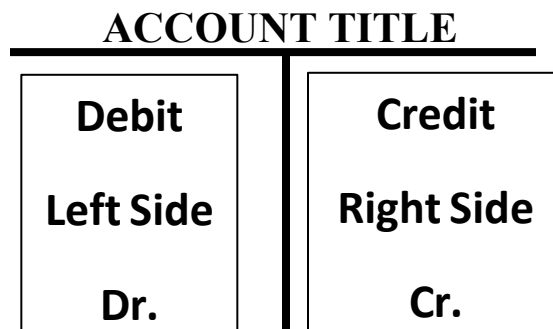 ACCOUNT TITLE
Debit
Left Side
Dr.
Credit
Right Side
Cr.